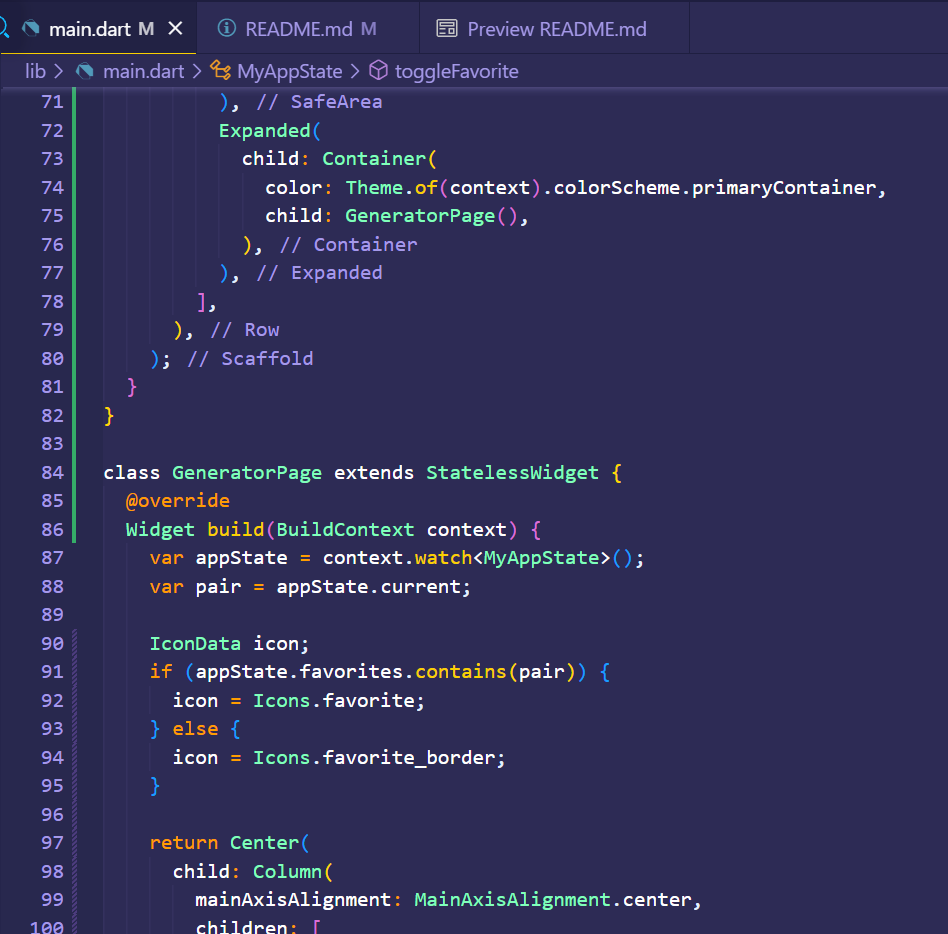 main.dart M README.md M Preview README.md
lib > main.dart > MyAppState > toggleFavorite
71 ), // SafeArea
72 Expanded(
73 child: Container(
74 color: Theme.of(context).colorScheme.primaryContainer,
75 child: GeneratorPage(),
76 ), // Container
77 ), // Expanded
78 ],
79 ), // Row
80 ); // Scaffold
81 }
82 }
83
84 class GeneratorPage extends StatelessWidget {
85 @override
86 Widget build(BuildContext context) {
87 var appState = context.watch<MyAppState>();
88 var pair = appState.current;
89
90 IconData icon;
91 if (appState.favorites.contains(pair)) {
92 icon = Icons.favorite;
93 } else {
94 icon = Icons.favorite_border;
95 }
96
97 return Center(
98 child: Column(
99 mainAxisAlignment: MainAxisAlignment.center,
100 children: [